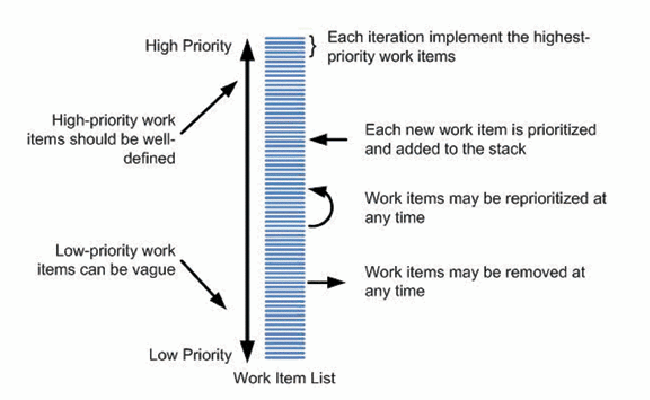 High Priority
Each iteration implement the highest-
priority work items
High-priority work
items should be well-
defined
Each new work item is prioritized
and added to the stack
Work items may be reprioritized at
any time
Low-priority work
items can be vague
Work items may be removed at
any time
Low Priority
Work Item List